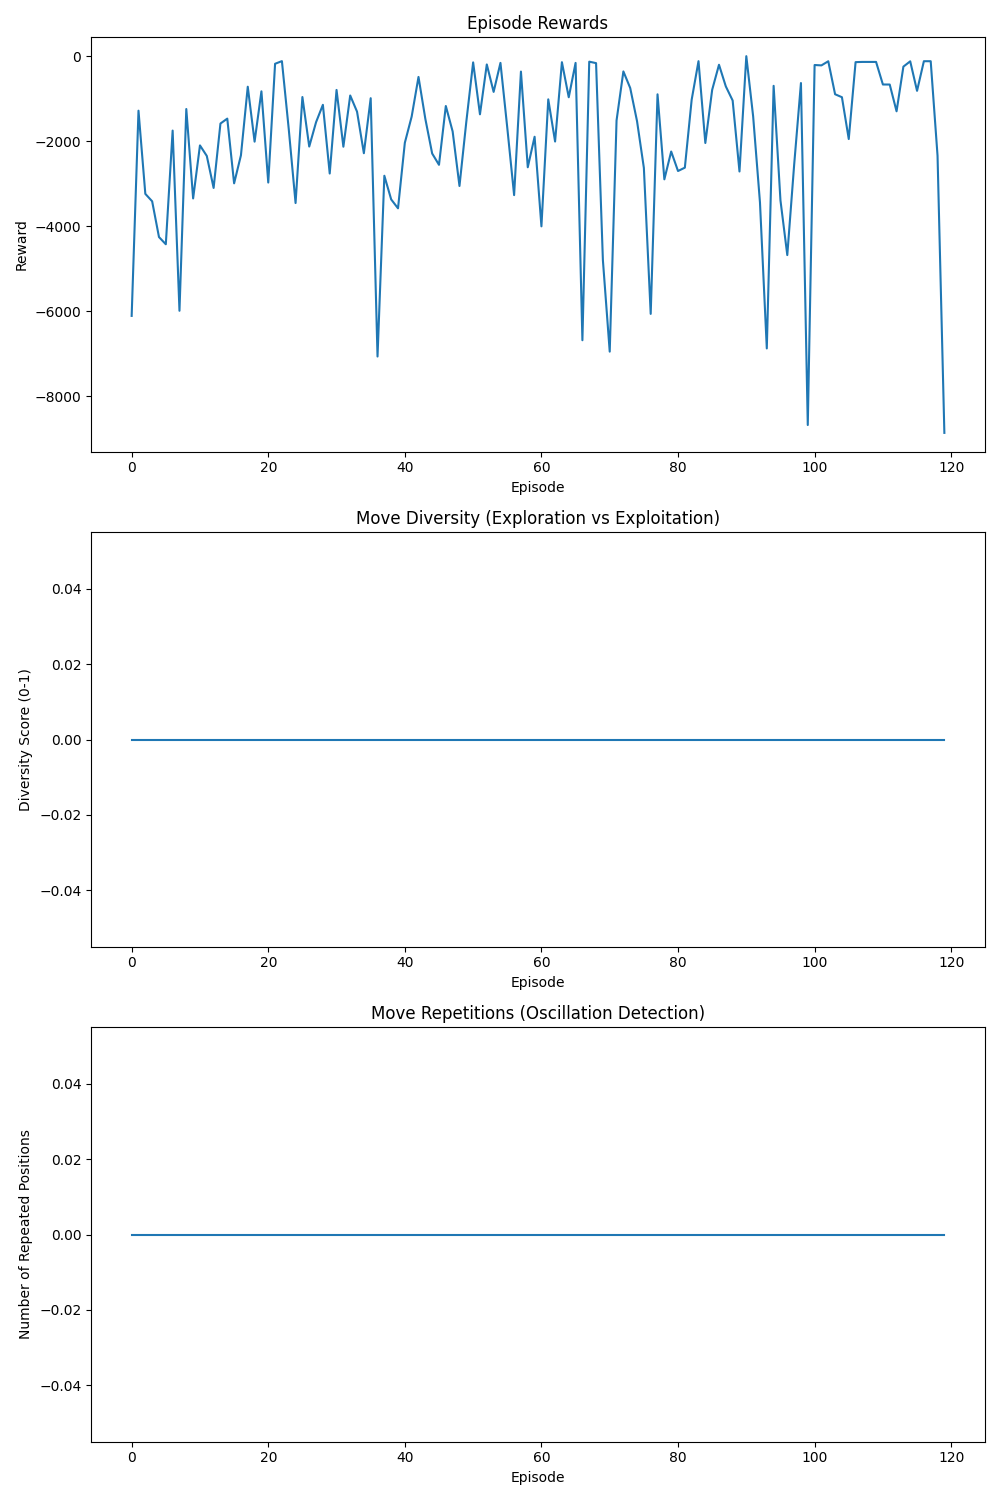 Episode Rewards
0
−2000
−4000
−6000
−8000
Reward
0 20 40 60 80 100 120
Episode
Move Diversity (Exploration vs Exploitation)
0.04
0.02
0.00
−0.02
−0.04
Diversity Score (0-1)
0 20 40 60 80 100 120
Episode
Move Repetitions (Oscillation Detection)
0.04
0.02
0.00
−0.02
−0.04
Number of Repeated Positions
0 20 40 60 80 100 120
Episode